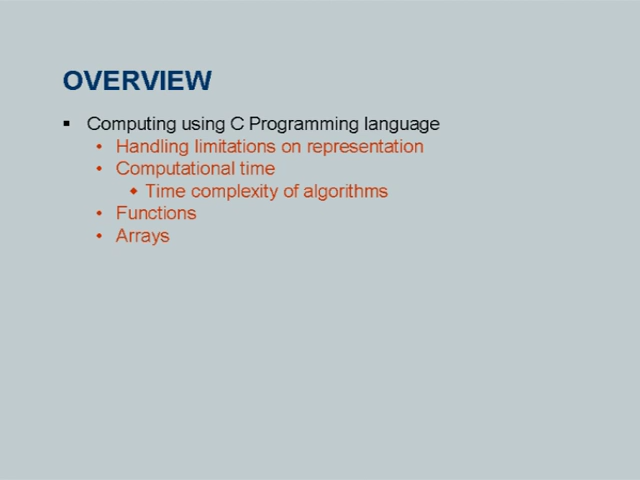 OVERVIEW
Computing using C Programming language
Handling limitations on representation
Computational time
Time complexity of algorithms
Functions
Arrays